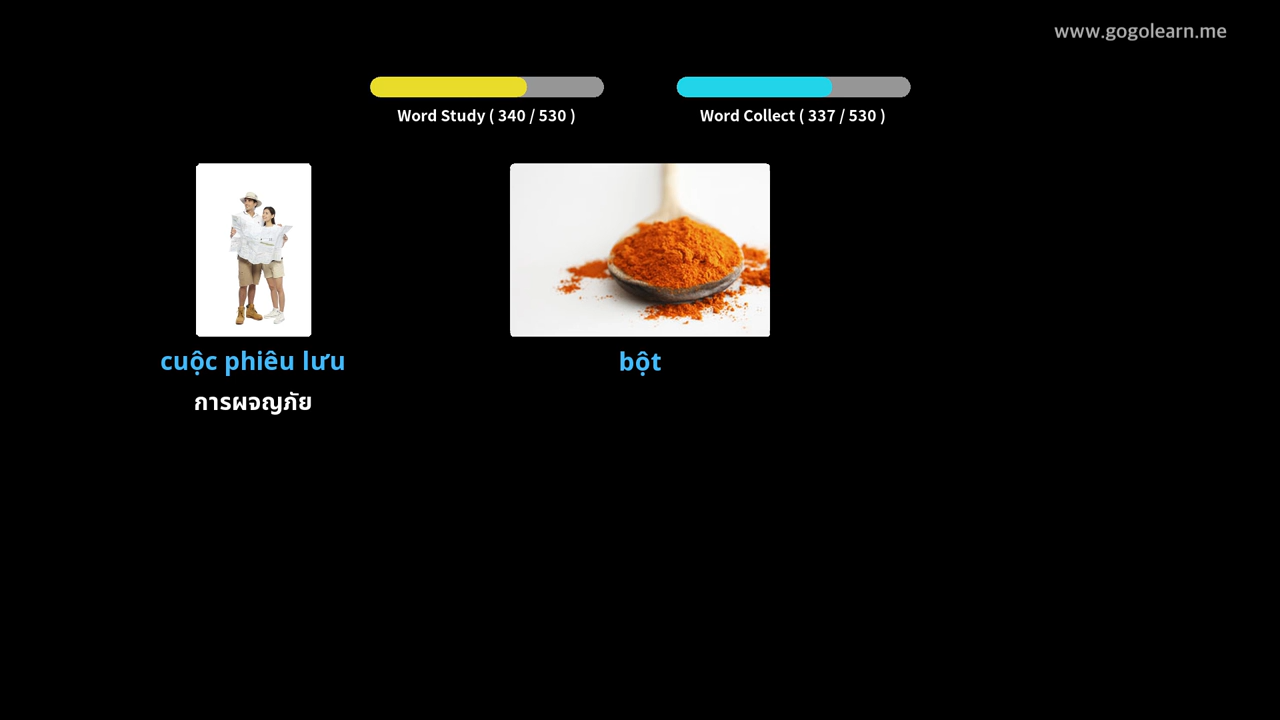 www.gogolearn.me
Word Study ( 340 / 530 )
Word Collect ( 337 / 530 )
cuộc phiêu lưu
การผจญภัย
bột